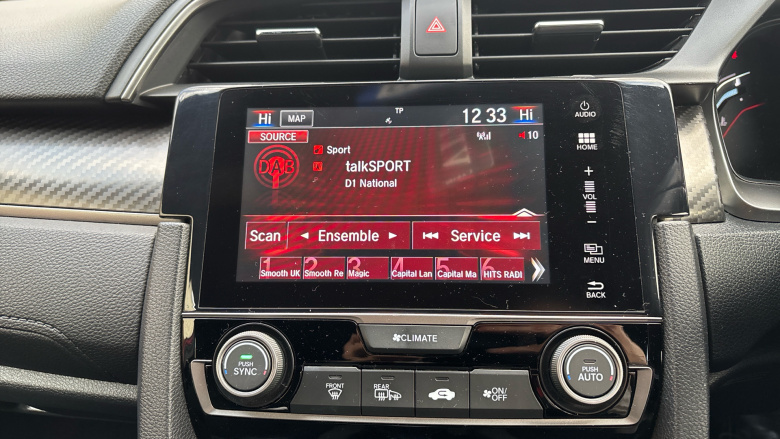 Hi MAP TP 12 33 Hi
AUDIO
SOURCE 10
HOME
DAB Sport
talkSPORT
D1 National
+
VOL
−
Scan Ensemble Service
MENU
1 2 3 4 5 6
Smooth UK Smooth Re Magic Capital Lan Capital Ma HITS RADI
BACK
CLIMATE
PUSH
SYNC
FRONT REAR ON/
OFF
PUSH
AUTO